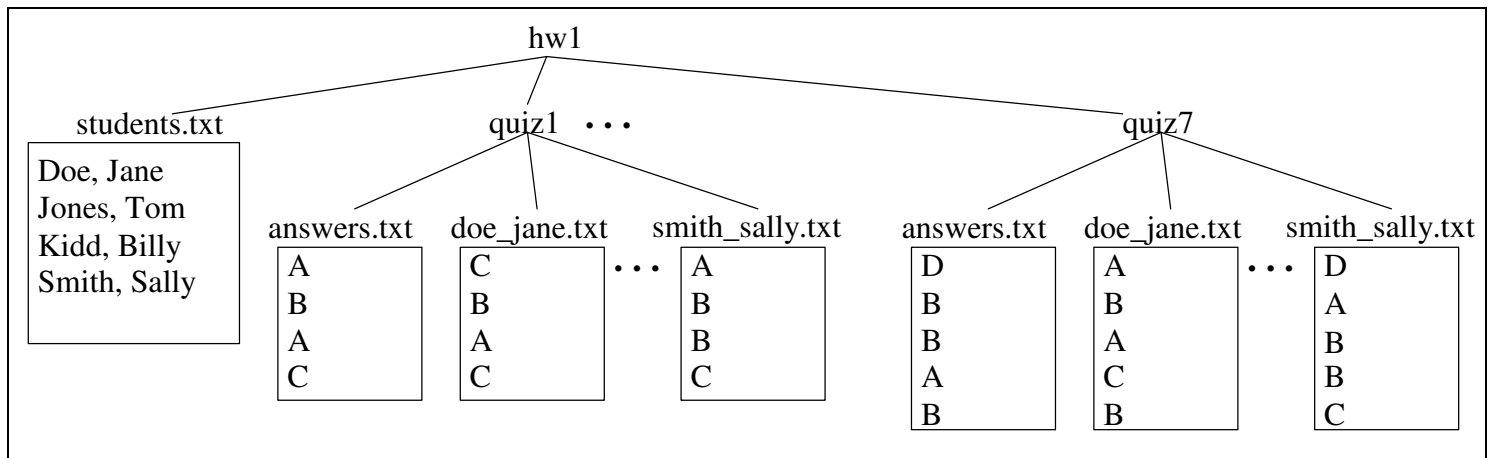 hw1
students.txt
quiz1 • • •
quiz7
Doe, Jane
Jones, Tom
Kidd, Billy
Smith, Sally
answers.txt
A
B
A
C
doe_jane.txt
C
B
A
C
• • •
smith_sally.txt
A
B
B
C
answers.txt
D
B
B
A
B
doe_jane.txt
A
B
A
C
B
• • •
smith_sally.txt
D
A
B
B
C